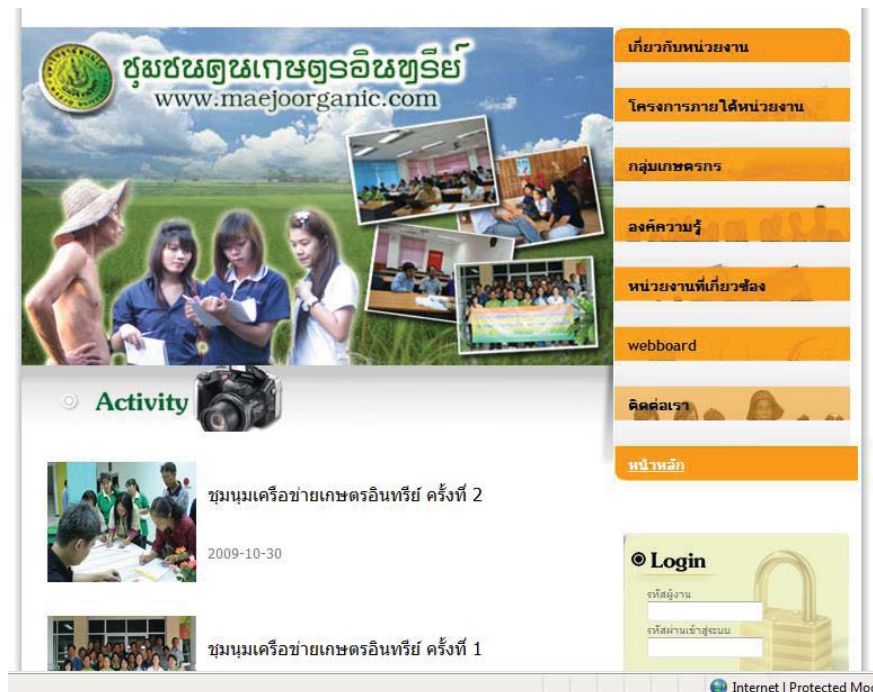 ชุมชนคนเกษตรอินทรีย์
www.maejoorganic.com
เกี่ยวกับหน่วยงาน
โครงการภายใต้หน่วยงาน
กลุ่มเกษตรกร
องค์ความรู้
หน่วยงานที่เกี่ยวข้อง
webboard
ติดต่อเรา
หน้าหลัก
Activity
ชุมนุมเครือข่ายเกษตรอินทรีย์ ครั้งที่ 2
2009-10-30
ชุมนุมเครือข่ายเกษตรอินทรีย์ ครั้งที่ 1
Login
รหัสผู้งาน
รหัสผ่านเข้าสู่ระบบ
Internet | Protected Mo